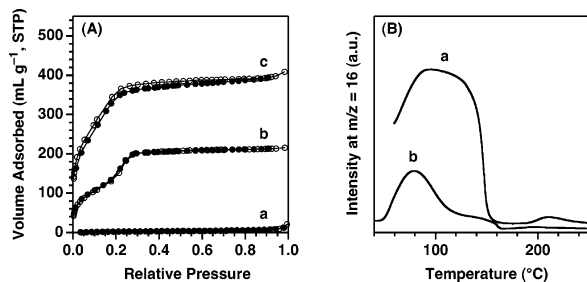 (A)
Volume Adsorbed (mL g⁻¹, STP)
500
400
300
200
100
0
c
b
a
0.0 0.2 0.4 0.6 0.8 1.0
Relative Pressure
(B)
Intensity at m/z = 16 (a.u.)
a
b
100 200
Temperature (°C)